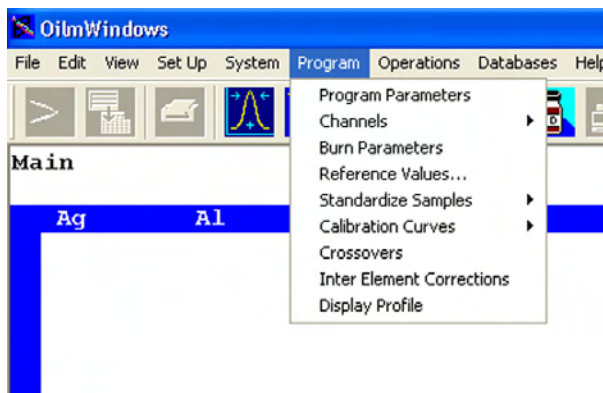 OilmWindows
File Edit View Set Up System Program Operations Databases Help
Program Parameters
Channels
Burn Parameters
Reference Values...
Standardize Samples
Calibration Curves
Crossovers
Inter Element Corrections
Display Profile
Main
Ag Al